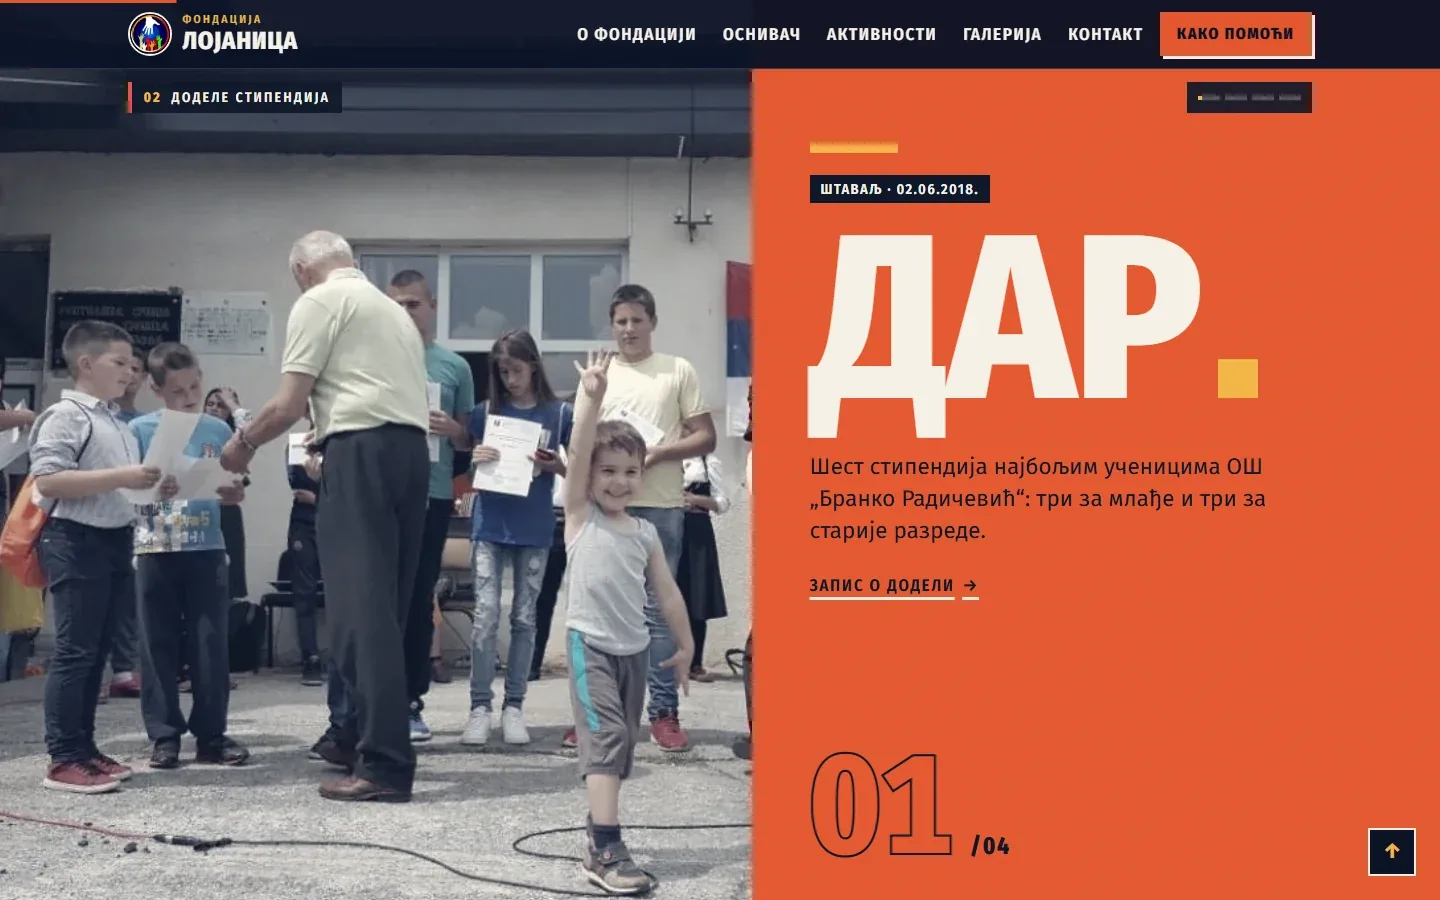 ФОНДАЦИЈА
ЛОЈАНИЦА
О ФОНДАЦИЈИ ОСНИВАЧ АКТИВНОСТИ ГАЛЕРИЈА КОНТАКТ КАКО ПОМОЋИ
02 ДОДЕЛЕ СТИПЕНДИЈА
ШТАВАЉ · 02.06.2018.
ДАР.
Шест стипендија најбољим ученицима ОШ
„Бранко Радичевић“: три за млађе и три за
старије разреде.
ЗАПИС О ДОДЕЛИ →
01 /04